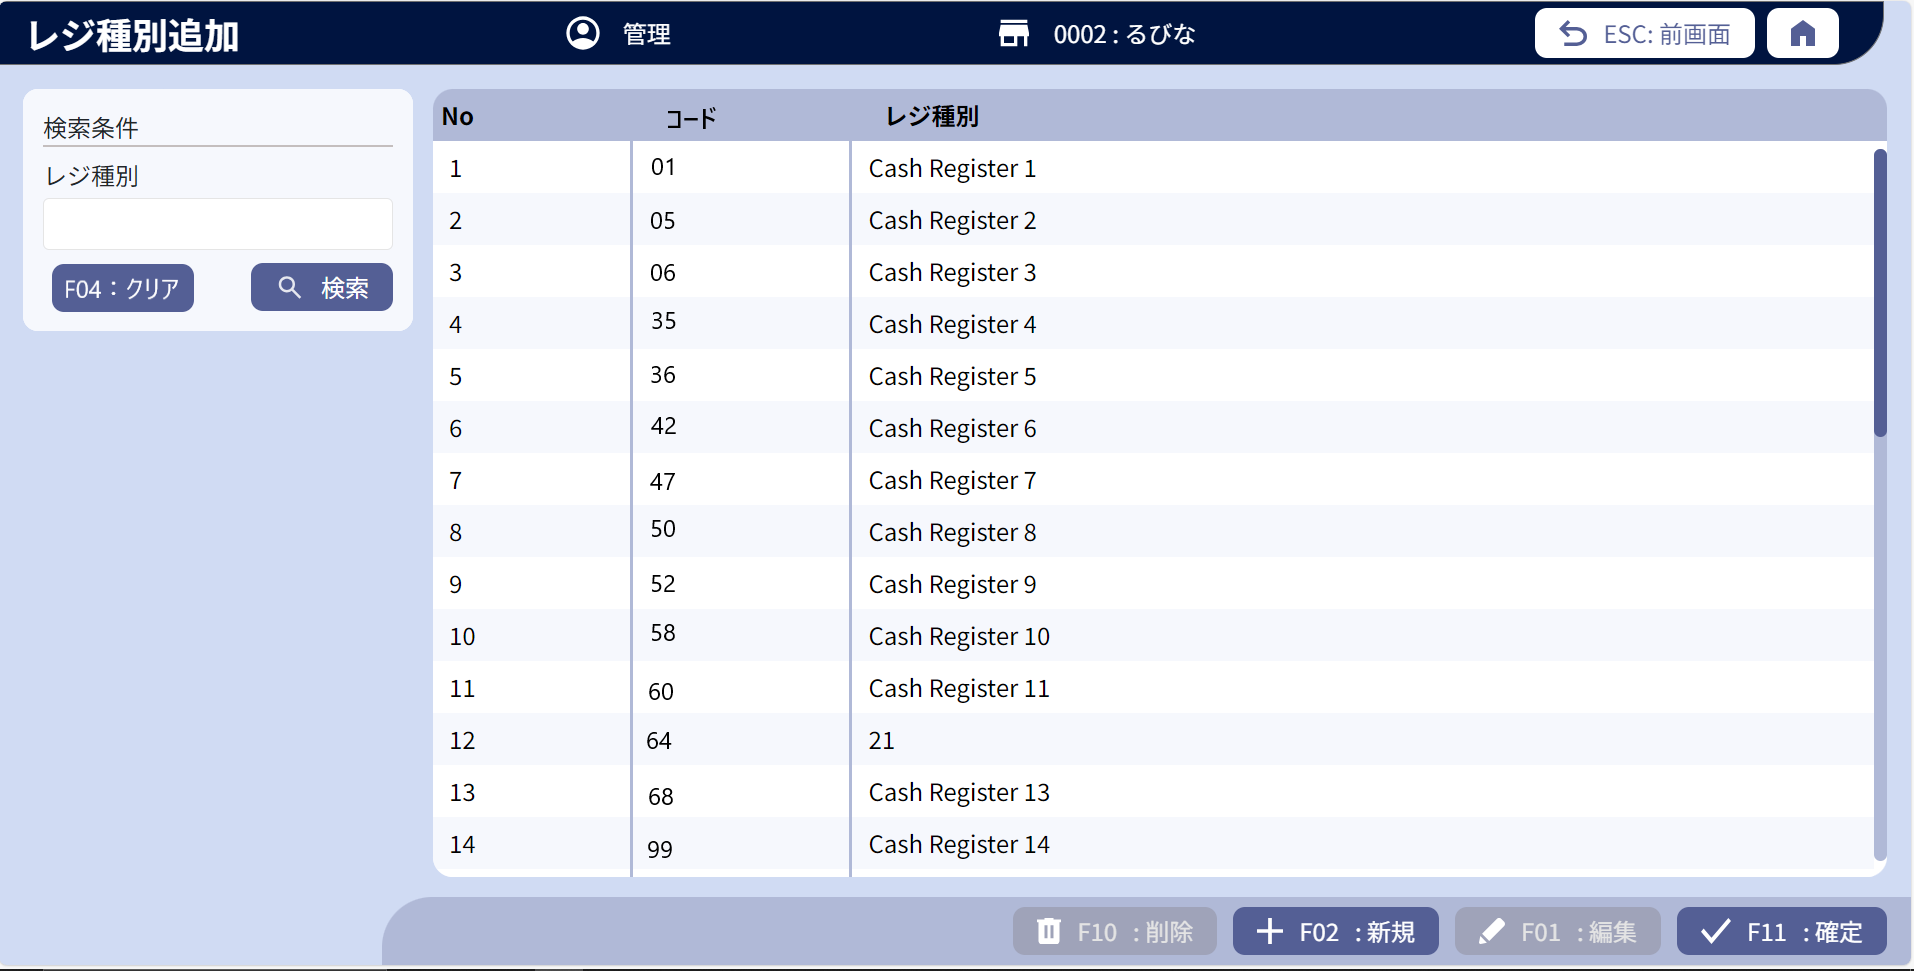 レジ種別追加 管理 0002 : るびな ESC: 前画面
検索条件
レジ種別
F04：クリア 検索
No コード レジ種別
1 01 Cash Register 1
2 05 Cash Register 2
3 06 Cash Register 3
4 35 Cash Register 4
5 36 Cash Register 5
6 42 Cash Register 6
7 47 Cash Register 7
8 50 Cash Register 8
9 52 Cash Register 9
10 58 Cash Register 10
11 60 Cash Register 11
12 64 21
13 68 Cash Register 13
14 99 Cash Register 14
F10 : 削除 F02 : 新規 F01 : 編集 F11 : 確定